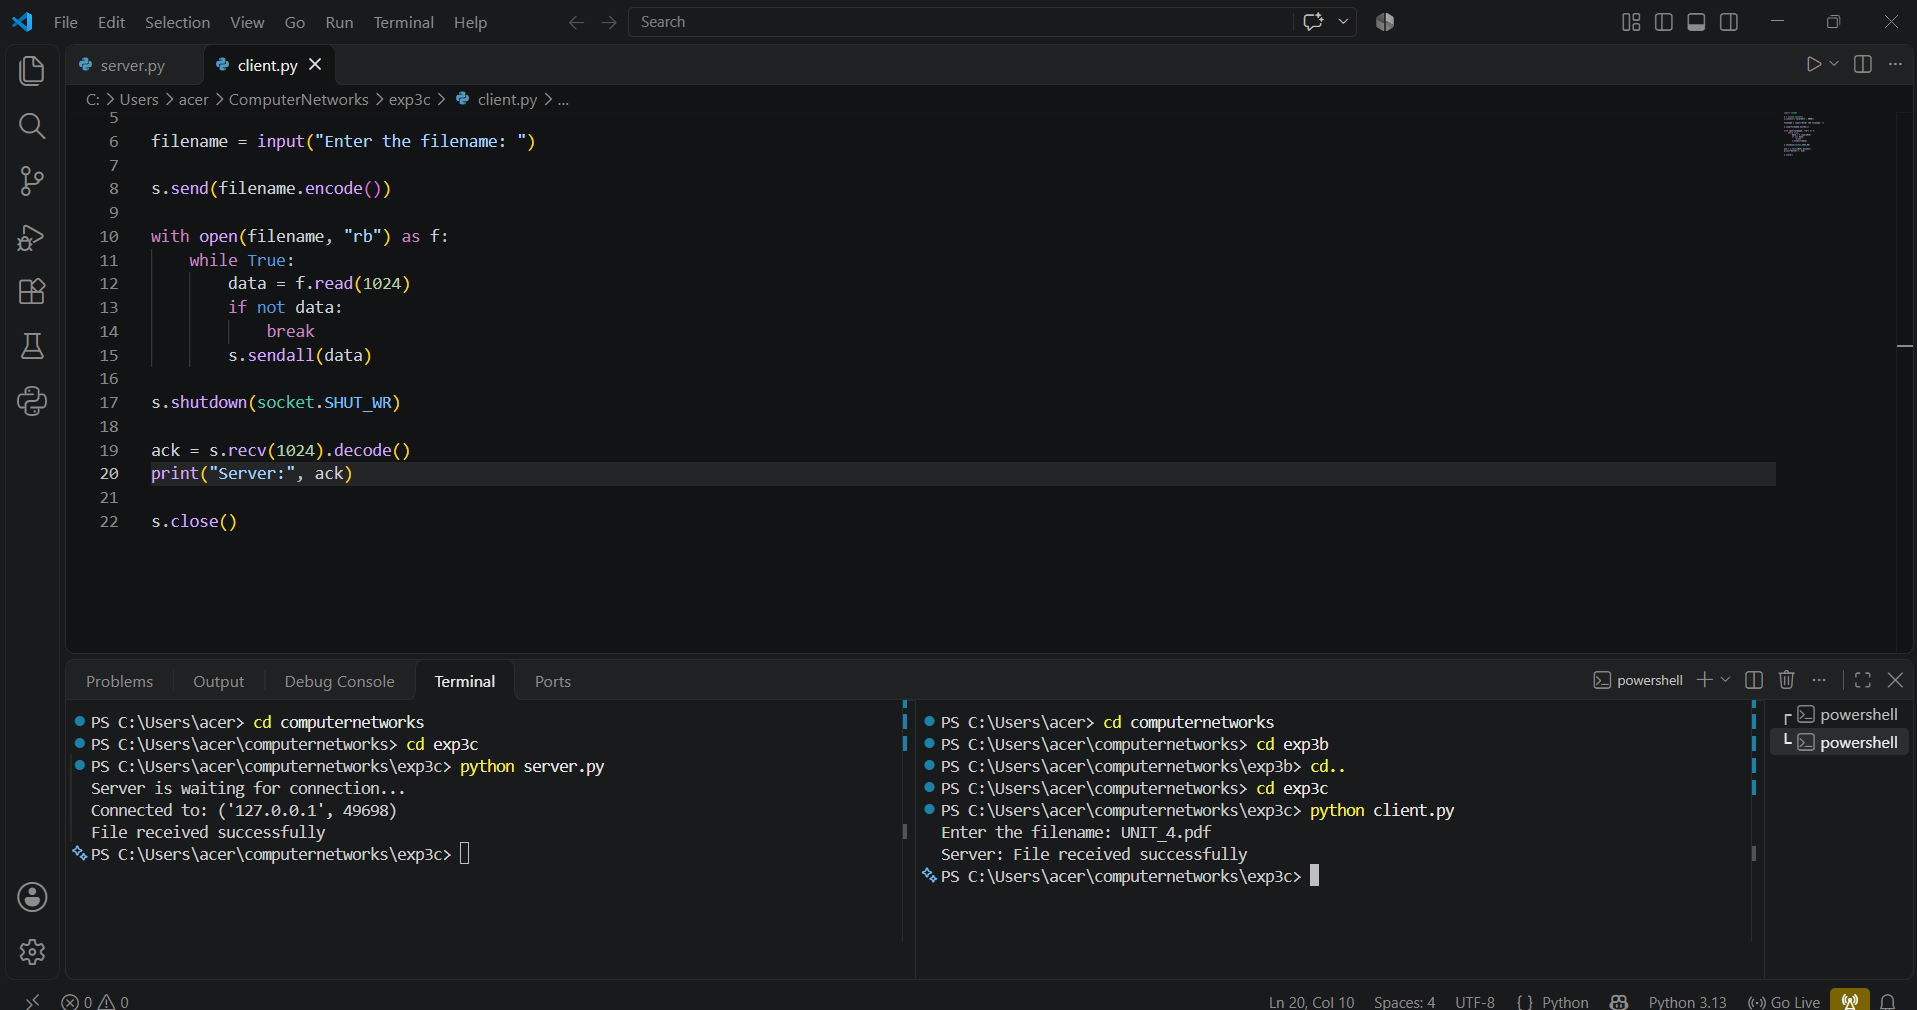 File Edit Selection View Go Run Terminal Help
Search
server.py
client.py
C: > Users > acer > ComputerNetworks > exp3c > client.py > ...
5
6 filename = input("Enter the filename: ")
7
8 s.send(filename.encode())
9
10 with open(filename, "rb") as f:
11 while True:
12 data = f.read(1024)
13 if not data:
14 break
15 s.sendall(data)
16
17 s.shutdown(socket.SHUT_WR)
18
19 ack = s.recv(1024).decode()
20 print("Server:", ack)
21
22 s.close()
Problems Output Debug Console Terminal Ports
powershell
PS C:\Users\acer> cd computernetworks
PS C:\Users\acer\computernetworks> cd exp3c
PS C:\Users\acer\computernetworks\exp3c> python server.py
Server is waiting for connection...
Connected to: ('127.0.0.1', 49698)
File received successfully
PS C:\Users\acer\computernetworks\exp3c>
PS C:\Users\acer> cd computernetworks
PS C:\Users\acer\computernetworks> cd exp3b
PS C:\Users\acer\computernetworks\exp3b> cd..
PS C:\Users\acer\computernetworks> cd exp3c
PS C:\Users\acer\computernetworks\exp3c> python client.py
Enter the filename: UNIT_4.pdf
Server: File received successfully
PS C:\Users\acer\computernetworks\exp3c>
powershell
powershell
0 0
Ln 20, Col 10 Spaces: 4 UTF-8 {} Python Python 3.13 Go Live